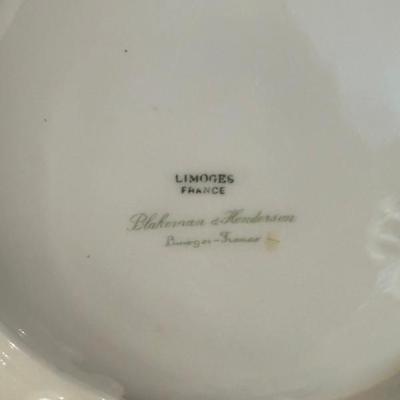 LIMOGES
FRANCE
Blakeman & Henderson
Limoges-France